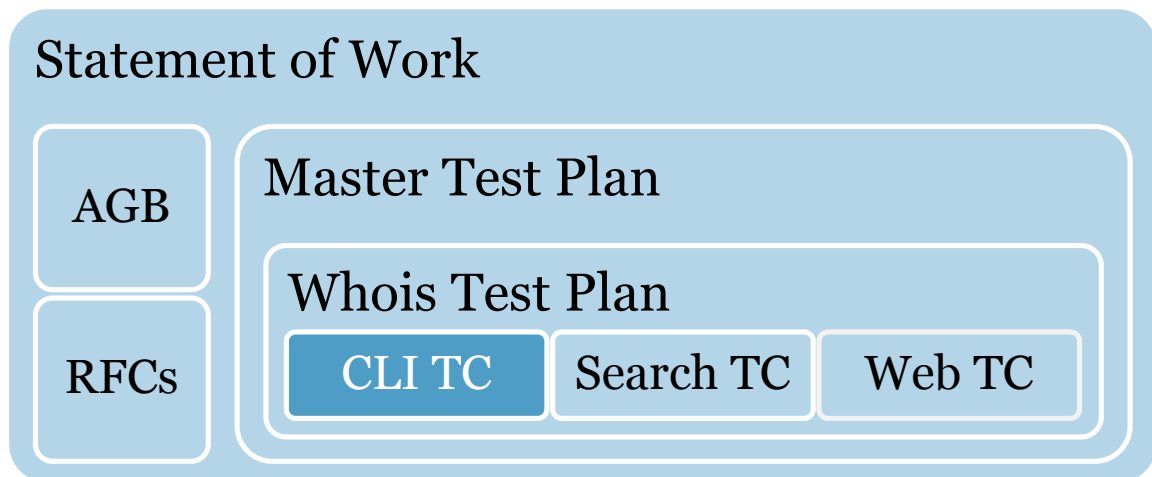 Statement of Work
AGB
RFCs
Master Test Plan
Whois Test Plan
CLI TC
Search TC
Web TC